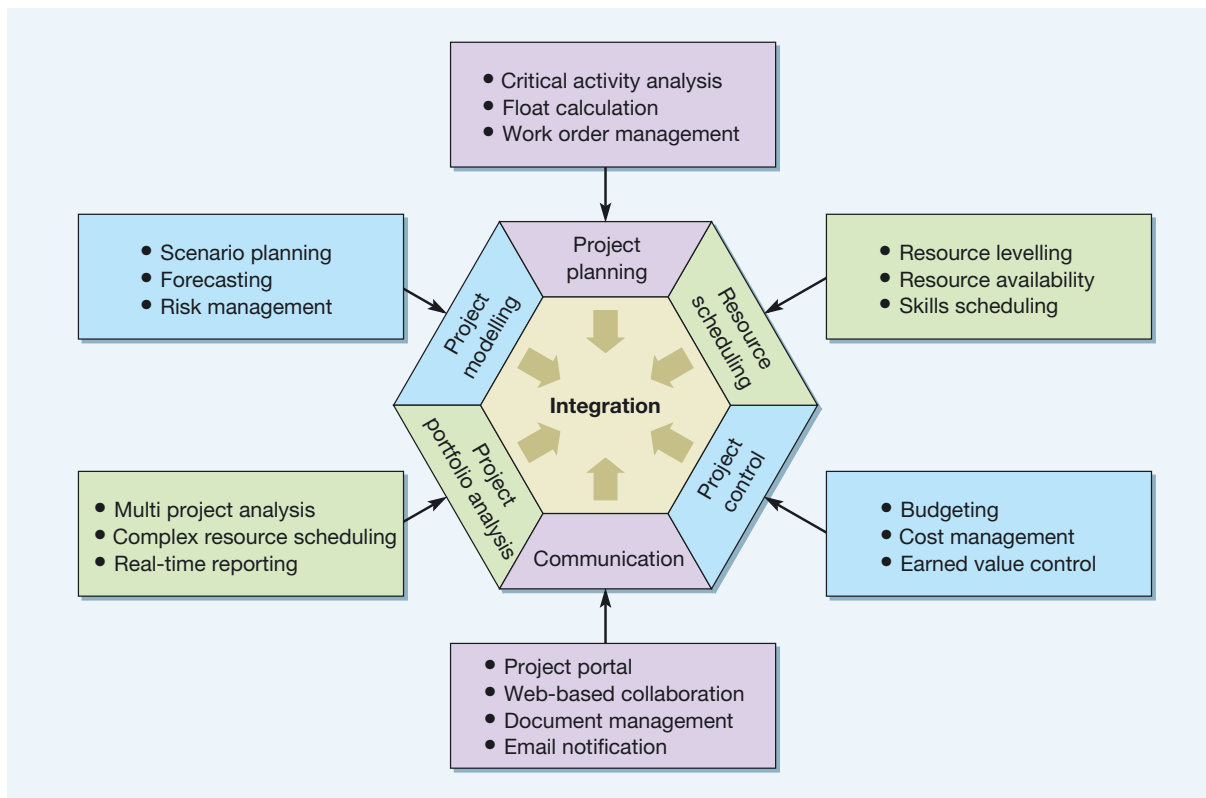 • Critical activity analysis
• Float calculation
• Work order management
• Scenario planning
• Forecasting
• Risk management
Project
planning
• Resource levelling
• Resource availability
• Skills scheduling
Project
modelling
Resource
scheduling
Integration
Project
portfolio analysis
Project
control
• Multi project analysis
• Complex resource scheduling
• Real-time reporting
Communication
• Budgeting
• Cost management
• Earned value control
• Project portal
• Web-based collaboration
• Document management
• Email notification